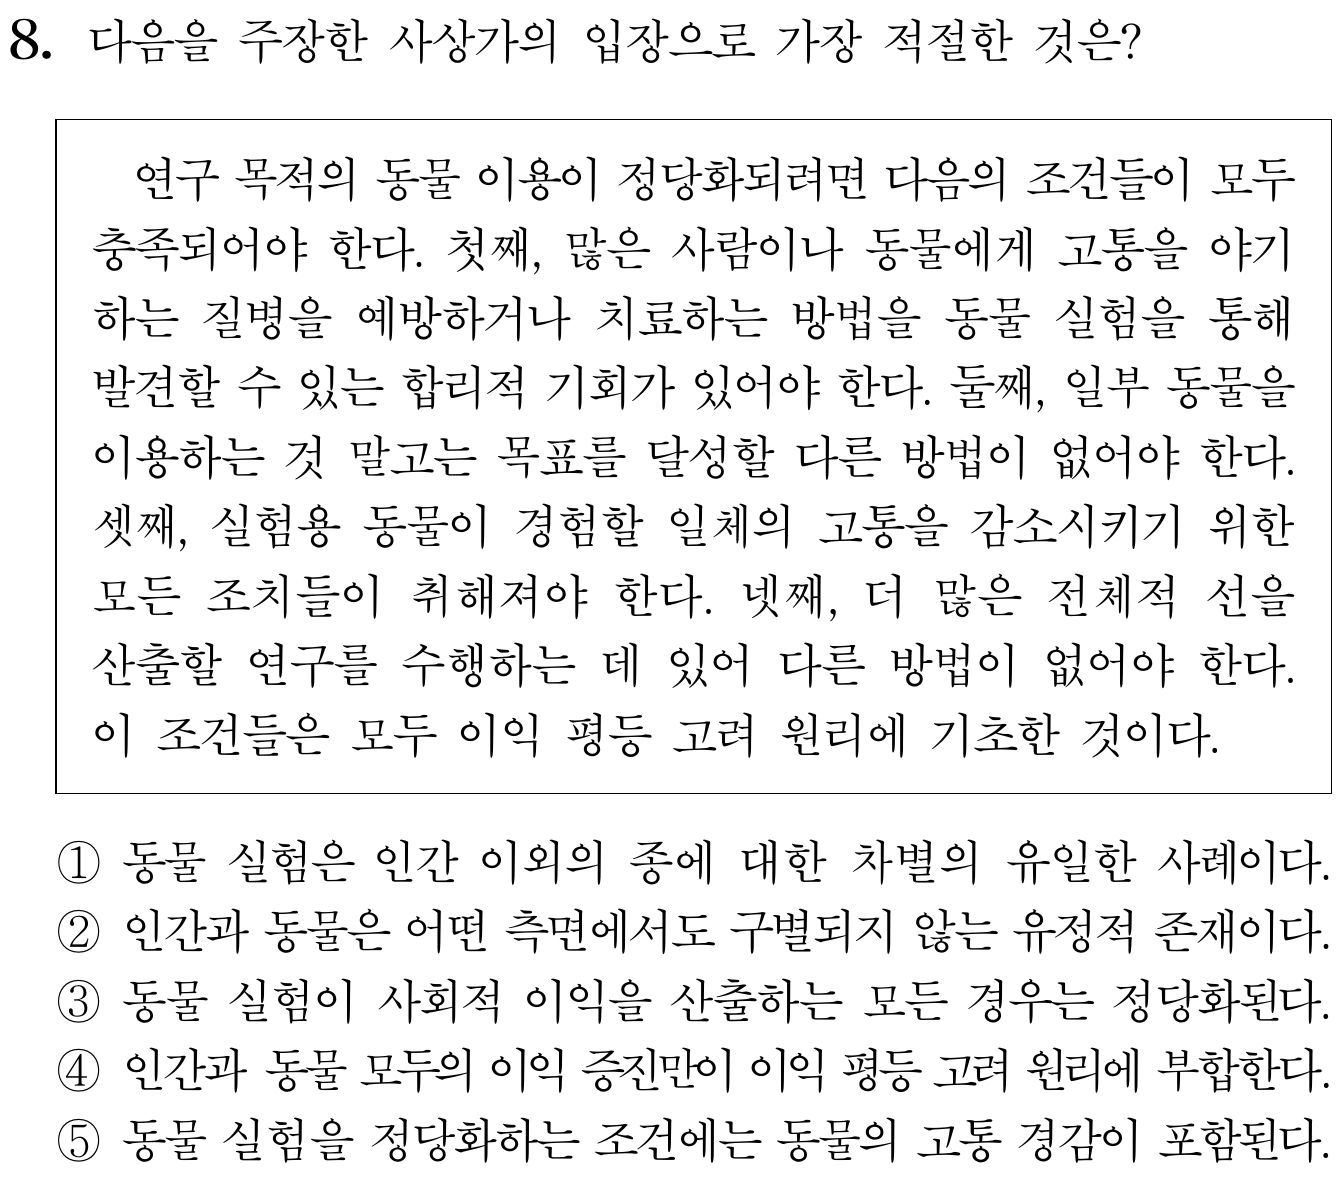 8. 다음을 주장한 사상가의 입장으로 가장 적절한 것은?
연구 목적의 동물 이용이 정당화되려면 다음의 조건들이 모두
충족되어야 한다. 첫째, 많은 사람이나 동물에게 고통을 야기
하는 질병을 예방하거나 치료하는 방법을 동물 실험을 통해
발견할 수 있는 합리적 기회가 있어야 한다. 둘째, 일부 동물을
이용하는 것 말고는 목표를 달성할 다른 방법이 없어야 한다.
셋째, 실험용 동물이 경험할 일체의 고통을 감소시키기 위한
모든 조치들이 취해져야 한다. 넷째, 더 많은 전체적 선을
산출할 연구를 수행하는 데 있어 다른 방법이 없어야 한다.
이 조건들은 모두 이익 평등 고려 원리에 기초한 것이다.
① 동물 실험은 인간 이외의 종에 대한 차별의 유일한 사례이다.
② 인간과 동물은 어떤 측면에서도 구별되지 않는 유정적 존재이다.
③ 동물 실험이 사회적 이익을 산출하는 모든 경우는 정당화된다.
④ 인간과 동물 모두의 이익 증진만이 이익 평등 고려 원리에 부합한다.
⑤ 동물 실험을 정당화하는 조건에는 동물의 고통 경감이 포함된다.